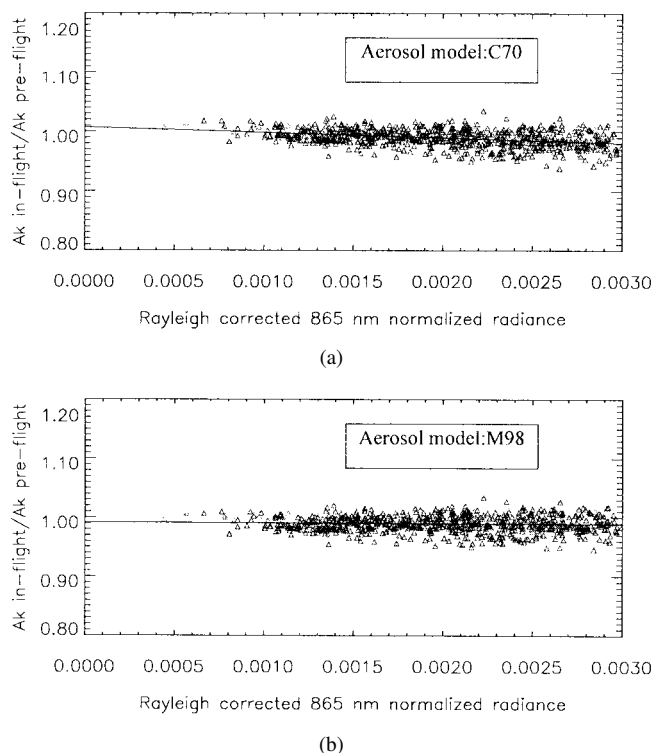 1.20
1.10
1.00
0.90
0.80
Ak in-flight/Ak pre-flight
Aerosol model:C70
0.0000 0.0005 0.0010 0.0015 0.0020 0.0025 0.0030
Rayleigh corrected 865 nm normalized radiance
(a)
1.20
1.10
1.00
0.90
0.80
Ak in-flight/Ak pre-flight
Aerosol model:M98
0.0000 0.0005 0.0010 0.0015 0.0020 0.0025 0.0030
Rayleigh corrected 865 nm normalized radiance
(b)